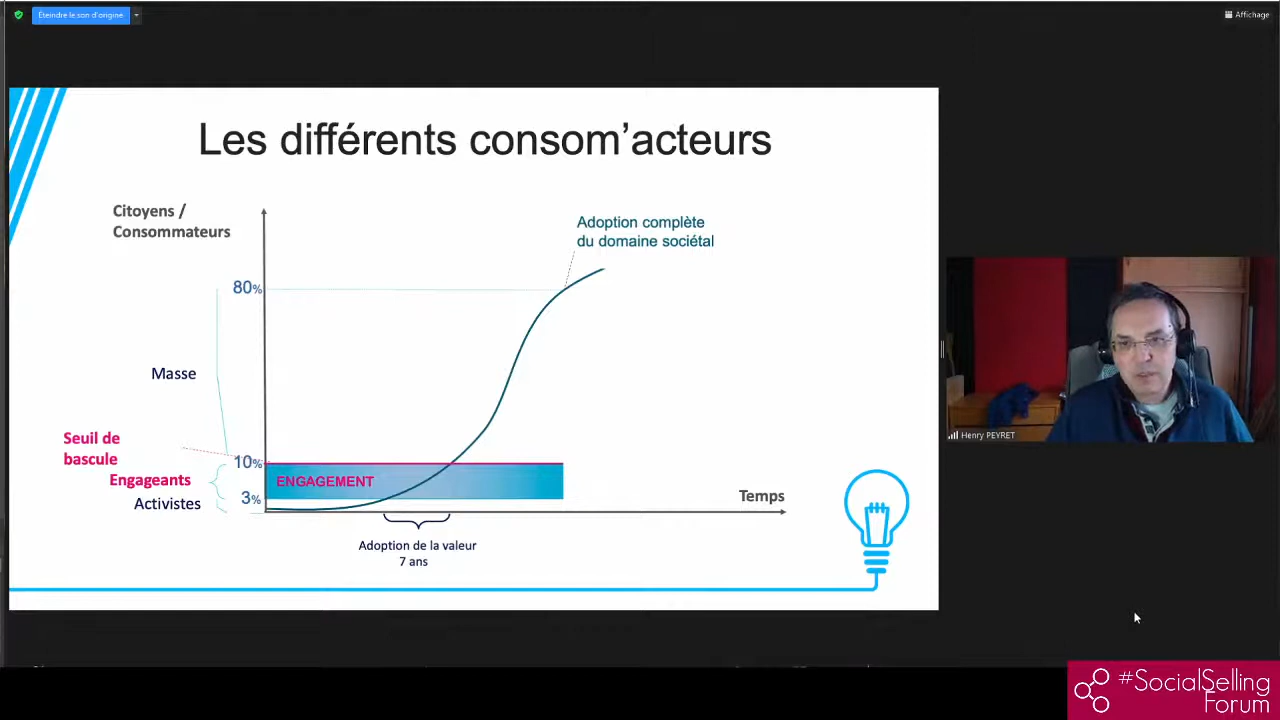 Éteindre le son d'origine
Affichage
Les différents consom'acteurs
Citoyens /
Consommateurs
Adoption complète
du domaine sociétal
80%
Masse
Seuil de
bascule
10%
Engageants
ENGAGEMENT
3%
Activistes
Temps
Adoption de la valeur
7 ans
Henry PEYRET
#SocialSelling
Forum